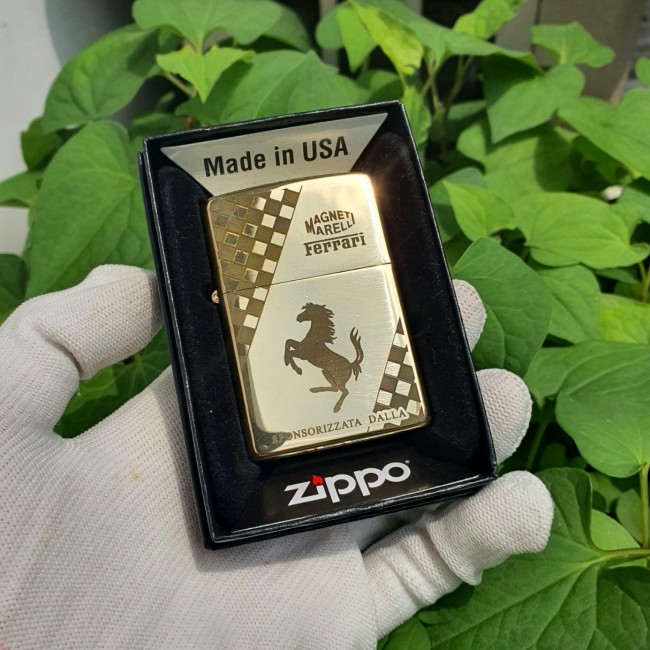 Made in USA
MAGNETI
MARELLI
Ferrari
SPONSORIZZATA DALLA
zippo